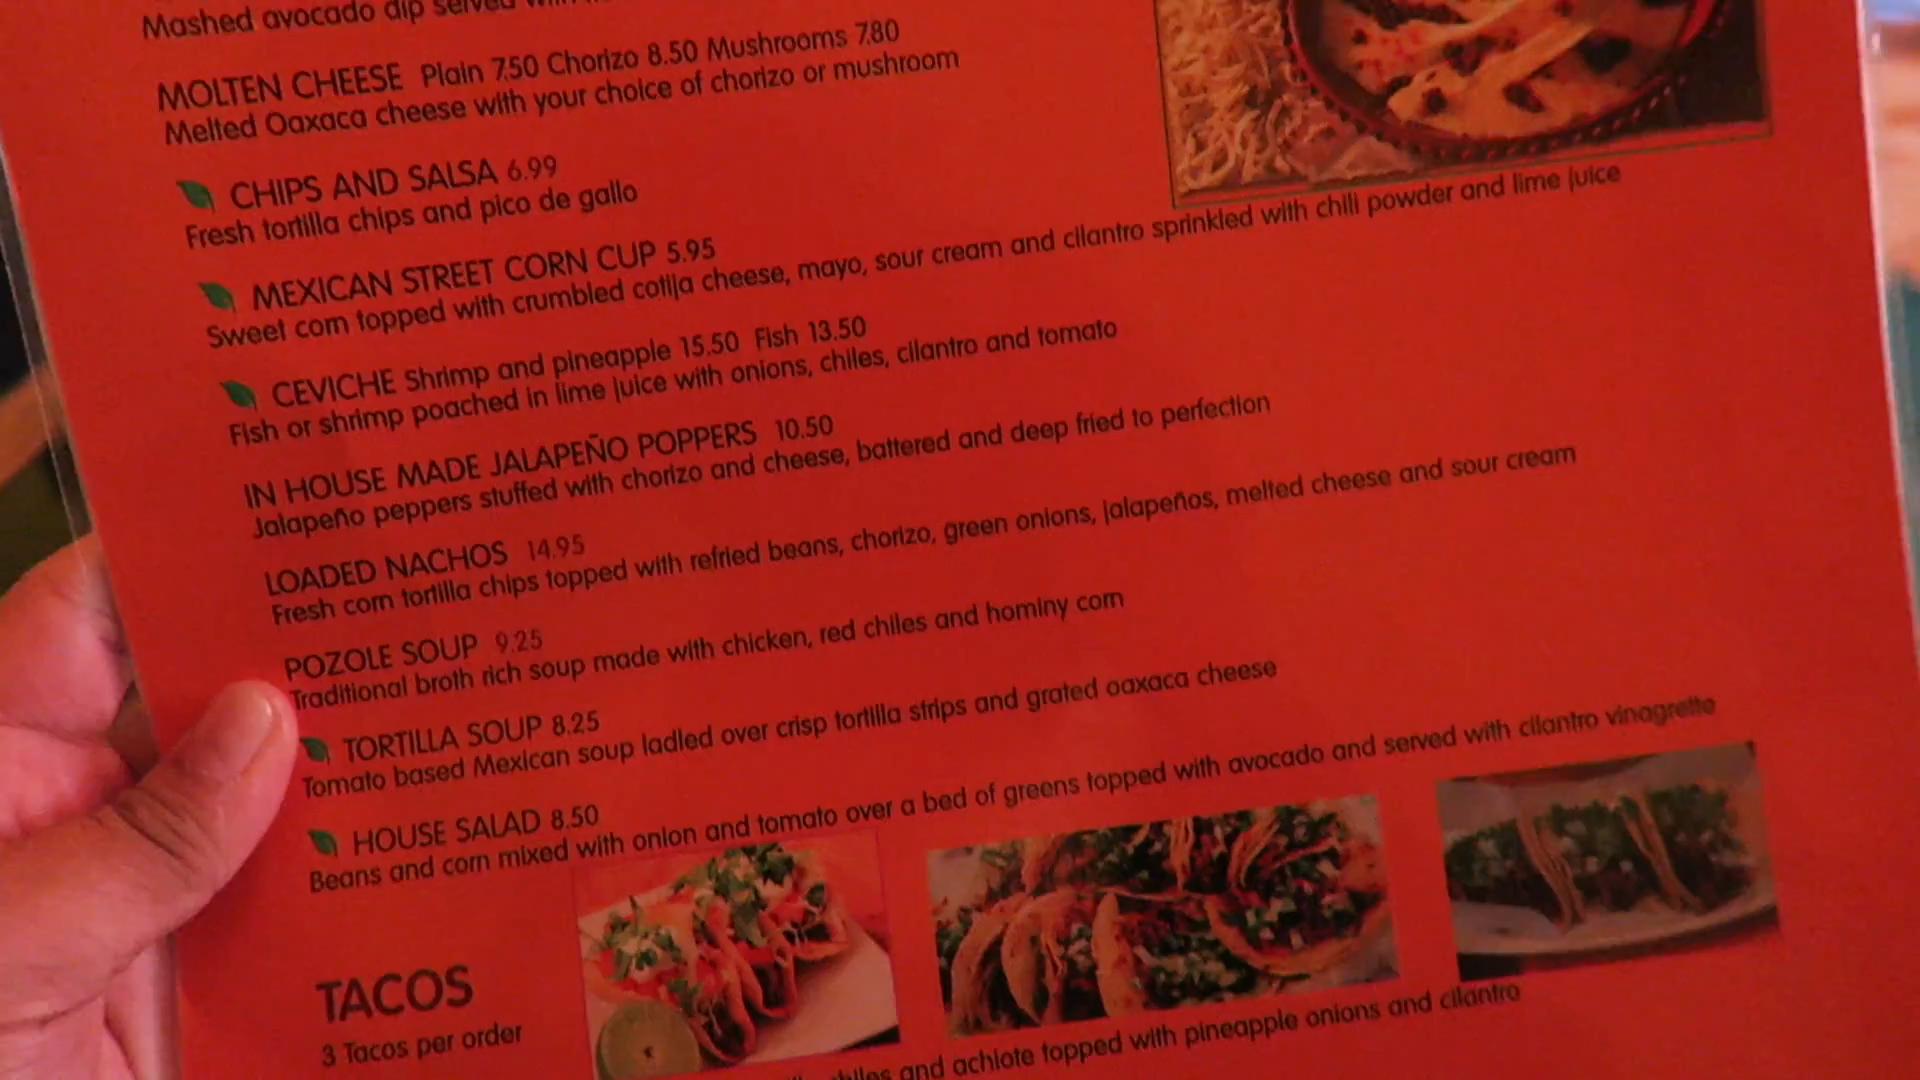 Mashed avocado dip served
MOLTEN CHEESE Plain 7.50 Chorizo 8.50 Mushrooms 7.80
Melted Oaxaca cheese with your choice of chorizo or mushroom
CHIPS AND SALSA 6.99
Fresh tortilla chips and pico de gallo
MEXICAN STREET CORN CUP 5.95
Sweet corn topped with crumbled cotija cheese, mayo, sour cream and cilantro sprinkled with chili powder and lime juice
CEVICHE Shrimp and pineapple 15.50 Fish 13.50
Fish or shrimp poached in lime juice with onions, chiles, cilantro and tomato
IN HOUSE MADE JALAPEÑO POPPERS 10.50
Jalapeño peppers stuffed with chorizo and cheese, battered and deep fried to perfection
LOADED NACHOS 14.95
Fresh corn tortilla chips topped with refried beans, chorizo, green onions, jalapeños, melted cheese and sour cream
POZOLE SOUP 9.25
Traditional broth rich soup made with chicken, red chiles and hominy corn
TORTILLA SOUP 8.25
Tomato based Mexican soup ladled over crisp tortilla strips and grated oaxaca cheese
HOUSE SALAD 8.50
Beans and corn mixed with onion and tomato over a bed of greens topped with avocado and served with cilantro vinagrette
TACOS
3 Tacos per order
and achiote topped with pineapple onions and cilantro